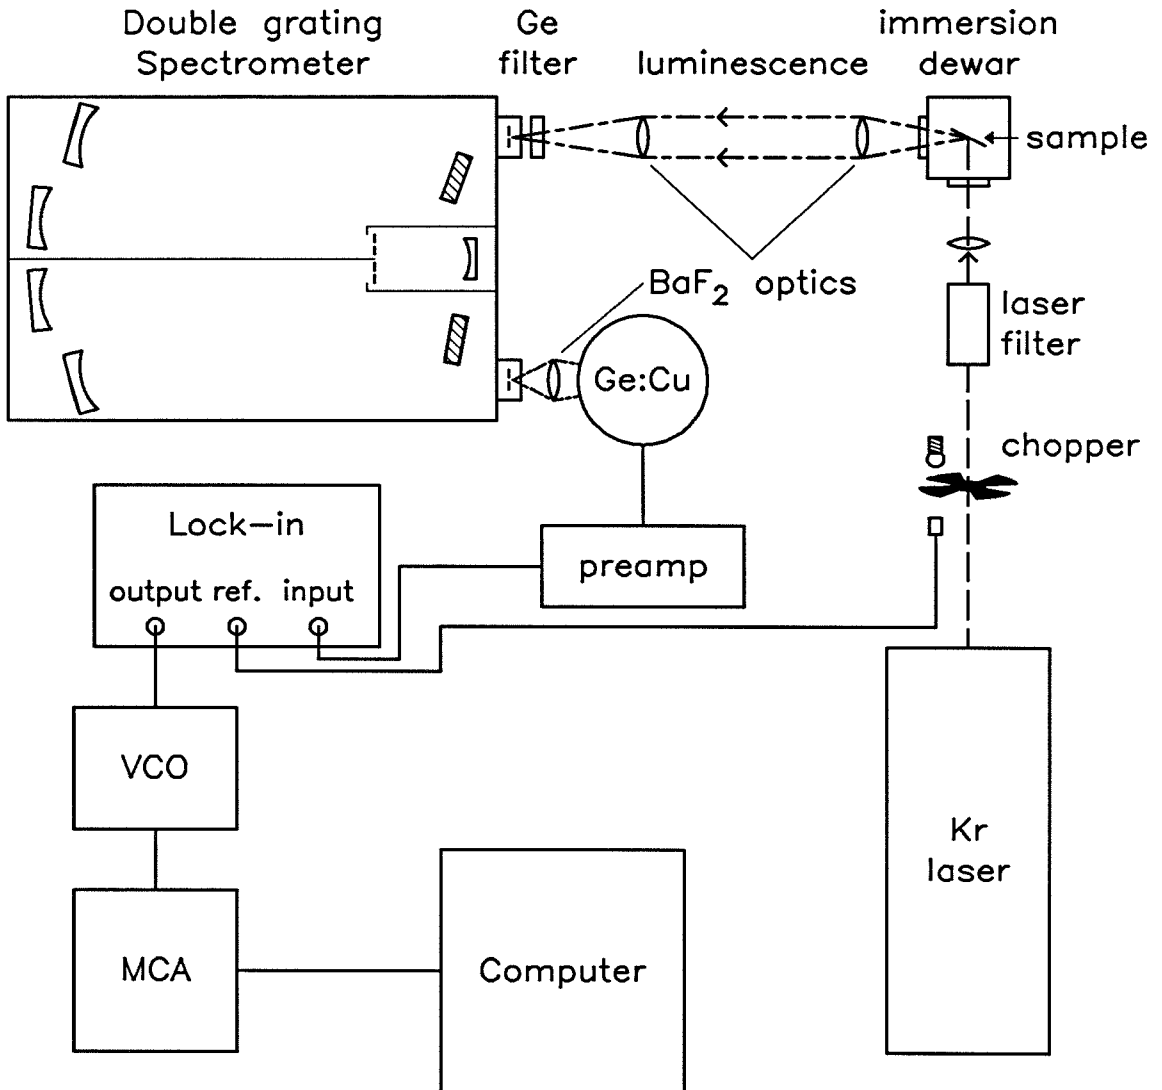 Double grating
Spectrometer
Ge
filter
luminescence
immersion
dewar
sample
BaF₂ optics
laser
filter
Ge:Cu
chopper
Lock-in
output ref. input
preamp
VCO
Kr
laser
MCA
Computer